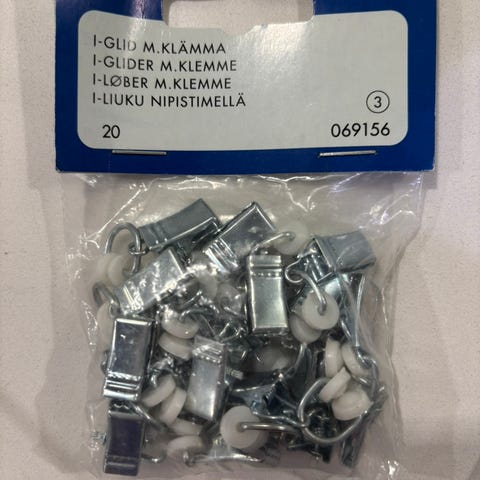 I-GLID M.KLÄMMA
I-GLIDER M.KLEMME
I-LØBER M.KLEMME
I-LIUKU NIPISTIMELLÄ
3
20 069156